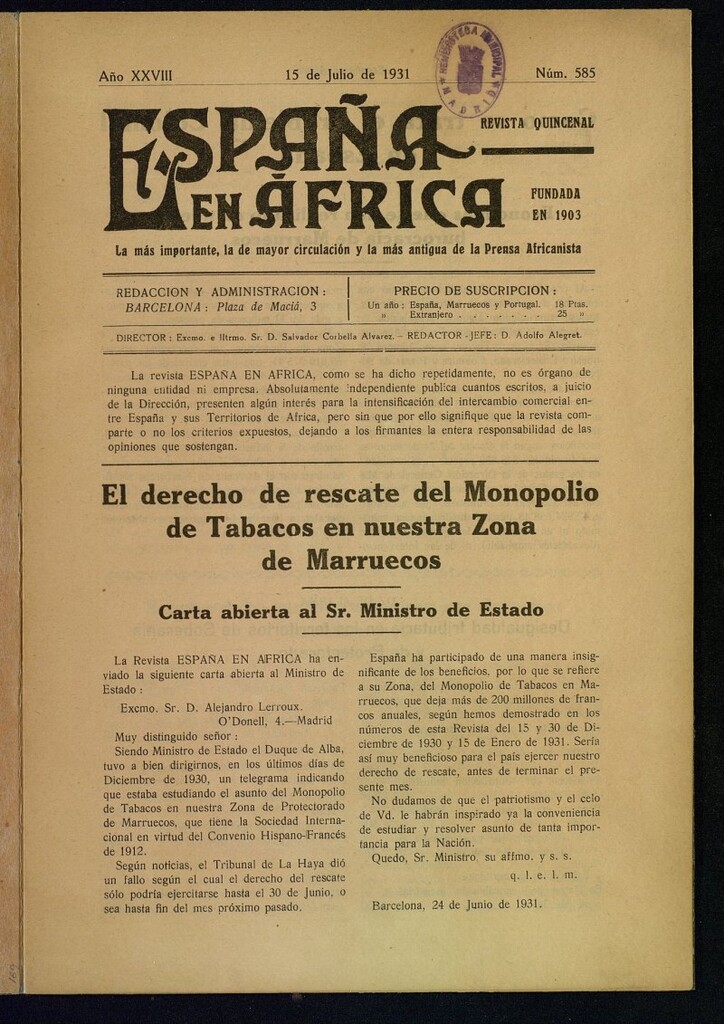 Año XXVIII 15 de Julio de 1931 Núm. 585
HEMEROTECA MUNICIPAL
MADRID
ESPAÑA
EN ÁFRICA
REVISTA QUINCENAL
FUNDADA
EN 1903
La más importante, la de mayor circulación y la más antigua de la Prensa Africanista
REDACCION Y ADMINISTRACION:
BARCELONA: Plaza de Maciá, 3
PRECIO DE SUSCRIPCION:
Un año: España, Marruecos y Portugal. 18 Ptas.
" Extranjero . . . . . . . 25 "
DIRECTOR: Excmo. e Iltrmo. Sr. D. Salvador Corbella Alvarez.— REDACTOR-JEFE: D. Adolfo Alegret.
La revista ESPAÑA EN AFRICA, como se ha dicho repetidamente, no es órgano de
ninguna entidad ni empresa. Absolutamente independiente publica cuantos escritos, a juicio
de la Dirección, presenten algún interés para la intensificación del intercambio comercial en-
tre España y sus Territorios de Africa, pero sin que por ello signifique que la revista com-
parte o no los criterios expuestos, dejando a los firmantes la entera responsabilidad de las
opiniones que sostengan.
El derecho de rescate del Monopolio
de Tabacos en nuestra Zona
de Marruecos
Carta abierta al Sr. Ministro de Estado
La Revista ESPAÑA EN AFRICA ha en-
viado la siguiente carta abierta al Ministro de
Estado:
Excmo. Sr. D. Alejandro Lerroux.
O'Donell, 4.—Madrid
Muy distinguido señor:
Siendo Ministro de Estado el Duque de Alba,
tuvo a bien dirigirnos, en los últimos días de
Diciembre de 1930, un telegrama indicando
que estaba estudiando el asunto del Monopolio
de Tabacos en nuestra Zona de Protectorado
de Marruecos, que tiene la Sociedad Interna-
cional en virtud del Convenio Hispano-Francés
de 1912.
Según noticias, el Tribunal de La Haya dió
un fallo según el cual el derecho del rescate
sólo podría ejercitarse hasta el 30 de Junio, o
sea hasta fin del mes próximo pasado.
España ha participado de una manera insig-
nificante de los beneficios, por lo que se refiere
a su Zona, del Monopolio de Tabacos en Ma-
rruecos, que deja más de 200 millones de fran-
cos anuales, según hemos demostrado en los
números de esta Revista del 15 y 30 de Di-
ciembre de 1930 y 15 de Enero de 1931. Sería
así muy beneficioso para el país ejercer nuestro
derecho de rescate, antes de terminar el pre-
sente mes.
No dudamos de que el patriotismo y el celo
de Vd. le habrán inspirado ya la conveniencia
de estudiar y resolver asunto de tanta impor-
tancia para la Nación.
Quedo, Sr. Ministro, su affmo. y s. s.
q. l. e. l. m.
Barcelona, 24 de Junio de 1931.